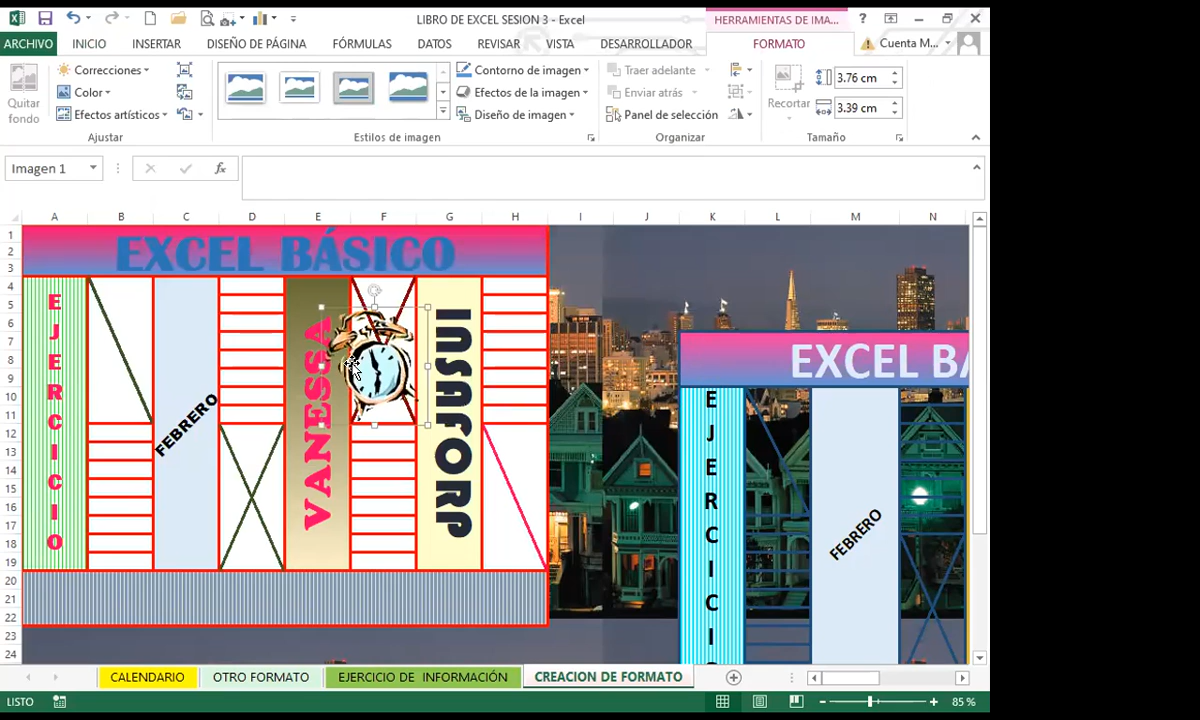 LIBRO DE EXCEL SESION 3 - Excel
HERRAMIENTAS DE IMA...
?
ARCHIVO INICIO INSERTAR DISEÑO DE PÁGINA FÓRMULAS DATOS REVISAR VISTA DESARROLLADOR FORMATO Cuenta M...
Quitar fondo
Correcciones
Color
Efectos artísticos
Ajustar
Contorno de imagen
Efectos de la imagen
Diseño de imagen
Estilos de imagen
Traer adelante
Enviar atrás
Panel de selección
Organizar
Recortar
3.76 cm
3.39 cm
Tamaño
Imagen 1
fx
A B C D E F G H I J K L M N
1
2
3
4
5
6
7
8
9
10
11
12
13
14
15
16
17
18
19
20
21
22
23
24
EXCEL BÁSICO
EJERCICIO
FEBRERO
VANESSA
INSAFORP
EXCEL BÁ
EJERCICI
FEBRERO
CALENDARIO OTRO FORMATO EJERCICIO DE INFORMACIÓN CREACION DE FORMATO
LISTO
85 %